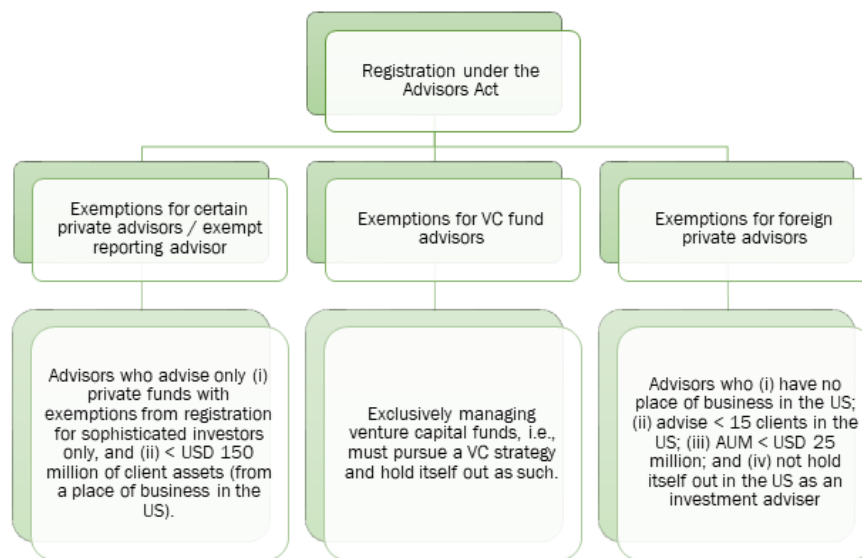 Registration under the
Advisors Act
Exemptions for certain
private advisors / exempt
reporting advisor
Exemptions for VC fund
advisors
Exemptions for foreign
private advisors
Advisors who advise only (i)
private funds with
exemptions from registration
for sophisticated investors
only, and (ii) < USD 150
million of client assets (from
a place of business in the
US).
Exclusively managing
venture capital funds, i.e.,
must pursue a VC strategy
and hold itself out as such.
Advisors who (i) have no
place of business in the US;
(ii) advise < 15 clients in the
US; (iii) AUM < USD 25
million; and (iv) not hold
itself out in the US as an
investment adviser